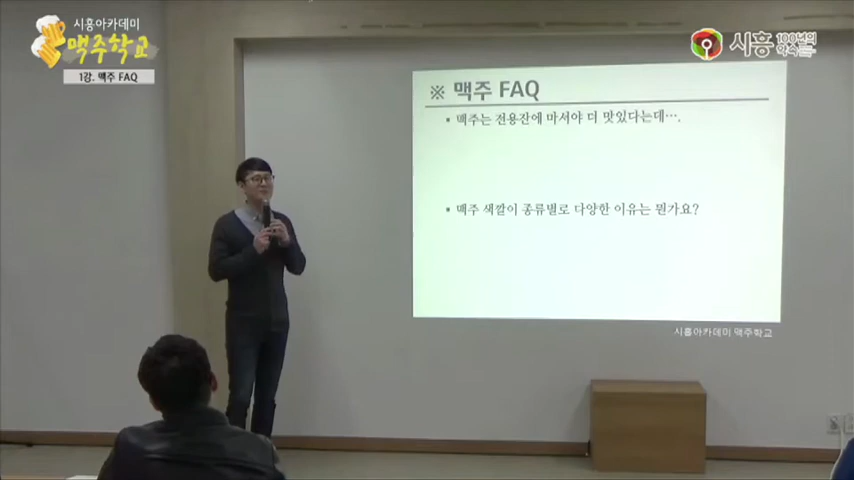 시흥아카데미
맥주학교
1강. 맥주 FAQ
시흥 100년의 약속
※ 맥주 FAQ
▪ 맥주는 전용잔에 마셔야 더 맛있다는데….
▪ 맥주 색깔이 종류별로 다양한 이유는 뭔가요?
시흥아카데미 맥주학교